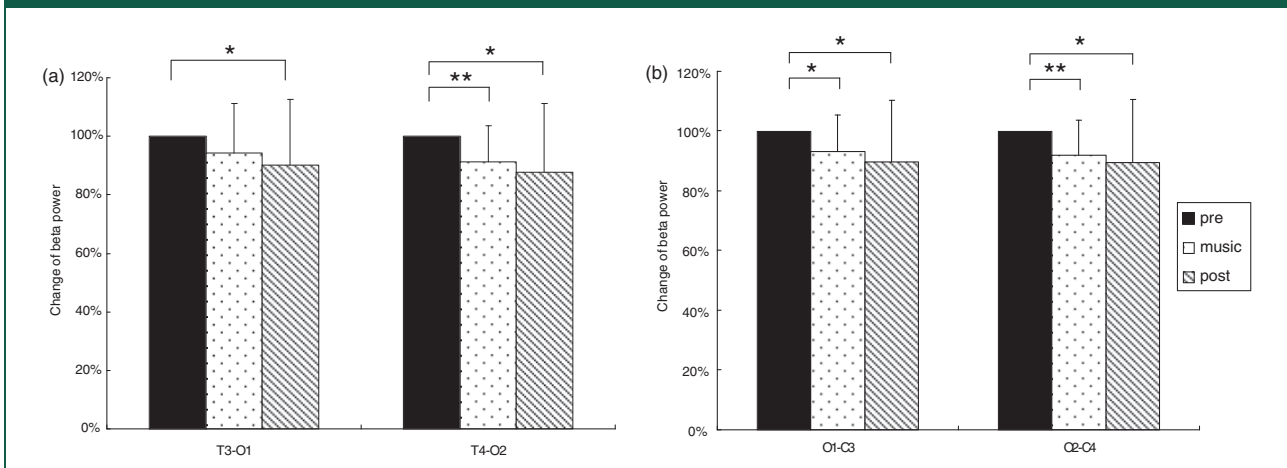 (a)
*
*
**
120%
100%
80%
60%
40%
20%
0%
Change of beta power
T3-O1
T4-O2
(b)
*
*
*
**
120%
100%
80%
60%
40%
20%
0%
Change of beta power
O1-C3
O2-C4
pre
music
post